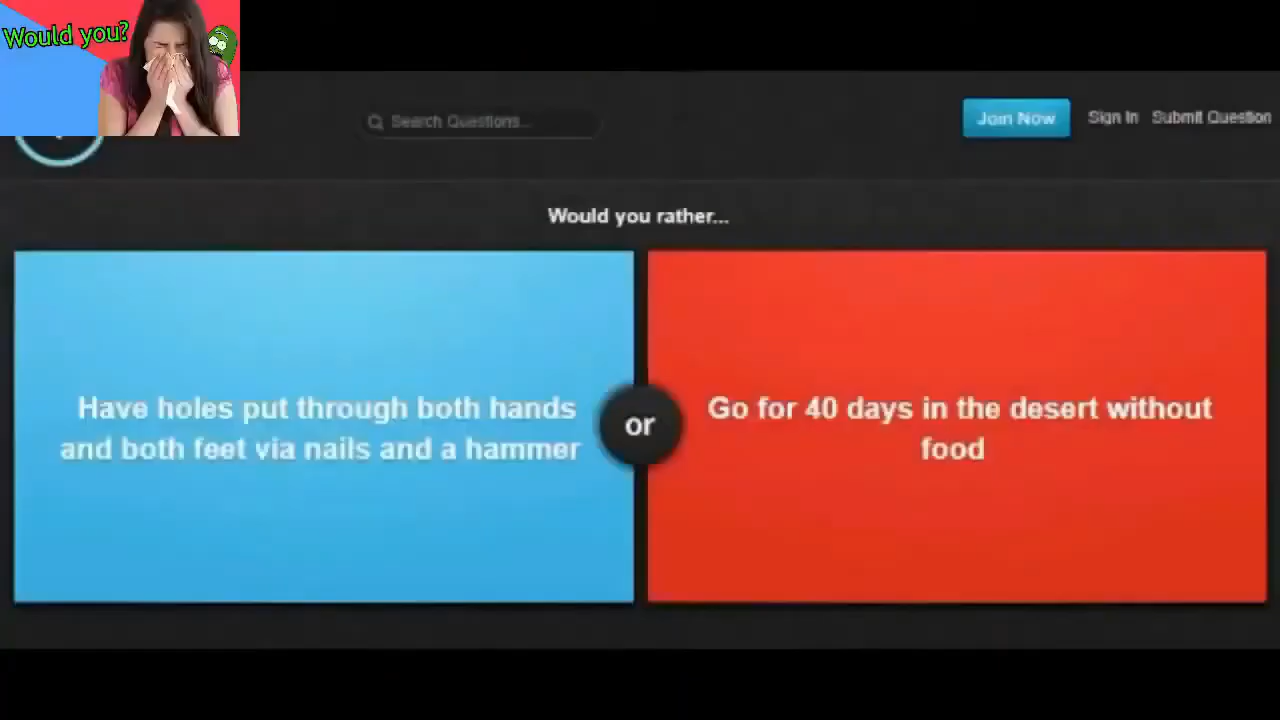 Would you?
Search Questions...
Join Now
Sign In
Submit Question
Would you rather...
Have holes put through both hands
and both feet via nails and a hammer
or
Go for 40 days in the desert without
food